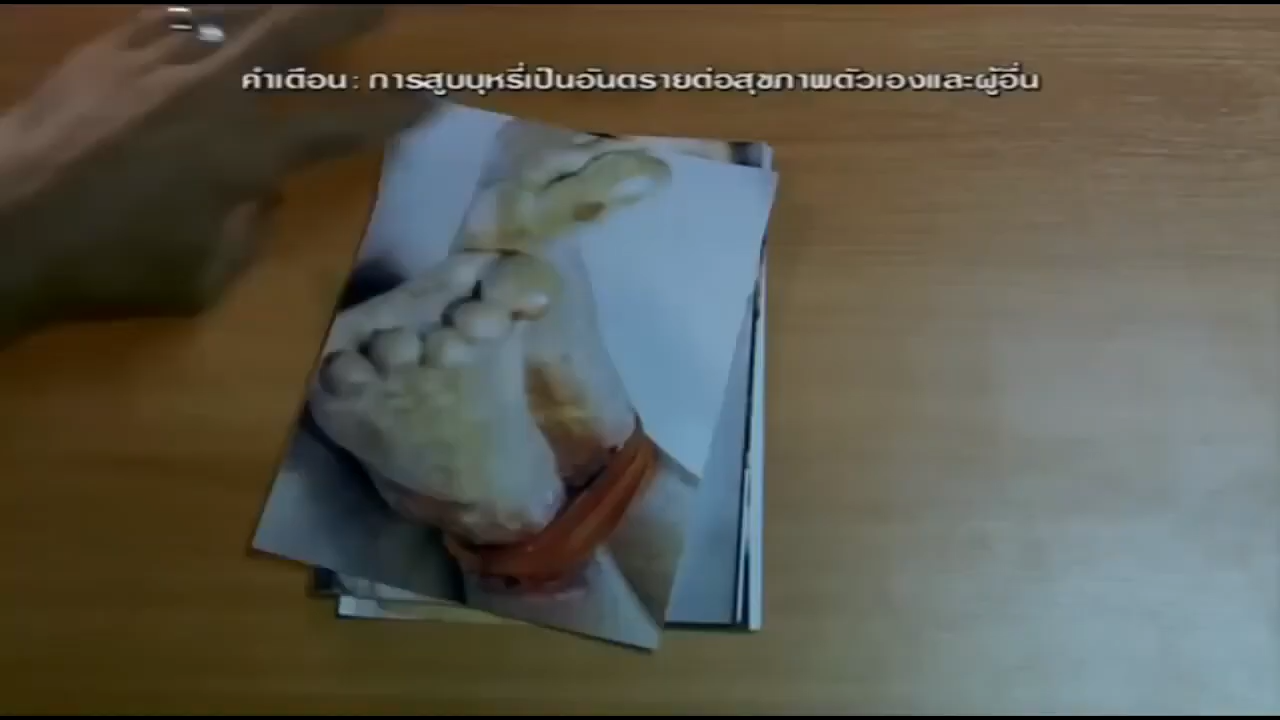 คำเตือน : การสูบบุหรี่เป็นอันตรายต่อสุขภาพตัวเองและผู้อื่น